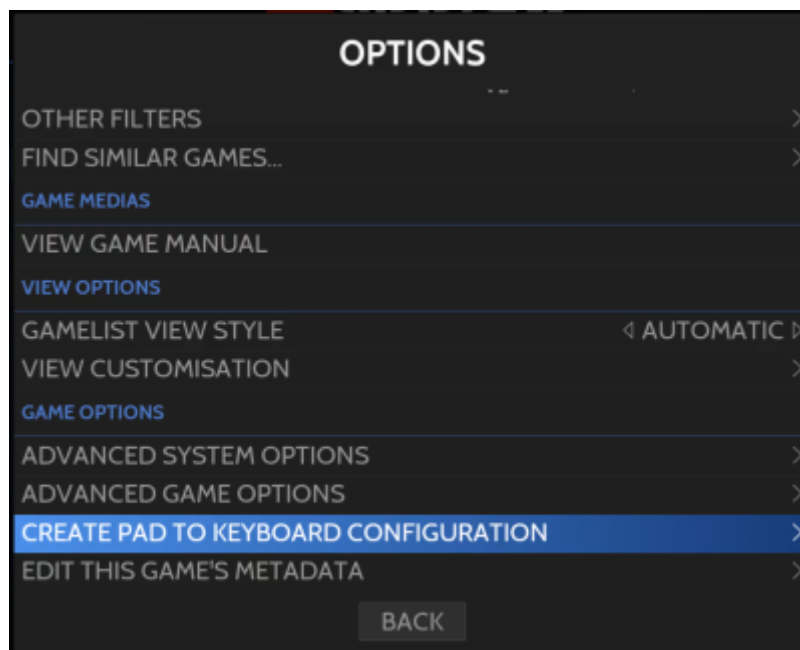 OPTIONS
OTHER FILTERS
FIND SIMILAR GAMES...
GAME MEDIAS
VIEW GAME MANUAL
VIEW OPTIONS
GAMELIST VIEW STYLE AUTOMATIC
VIEW CUSTOMISATION
GAME OPTIONS
ADVANCED SYSTEM OPTIONS
ADVANCED GAME OPTIONS
CREATE PAD TO KEYBOARD CONFIGURATION
EDIT THIS GAME'S METADATA
BACK